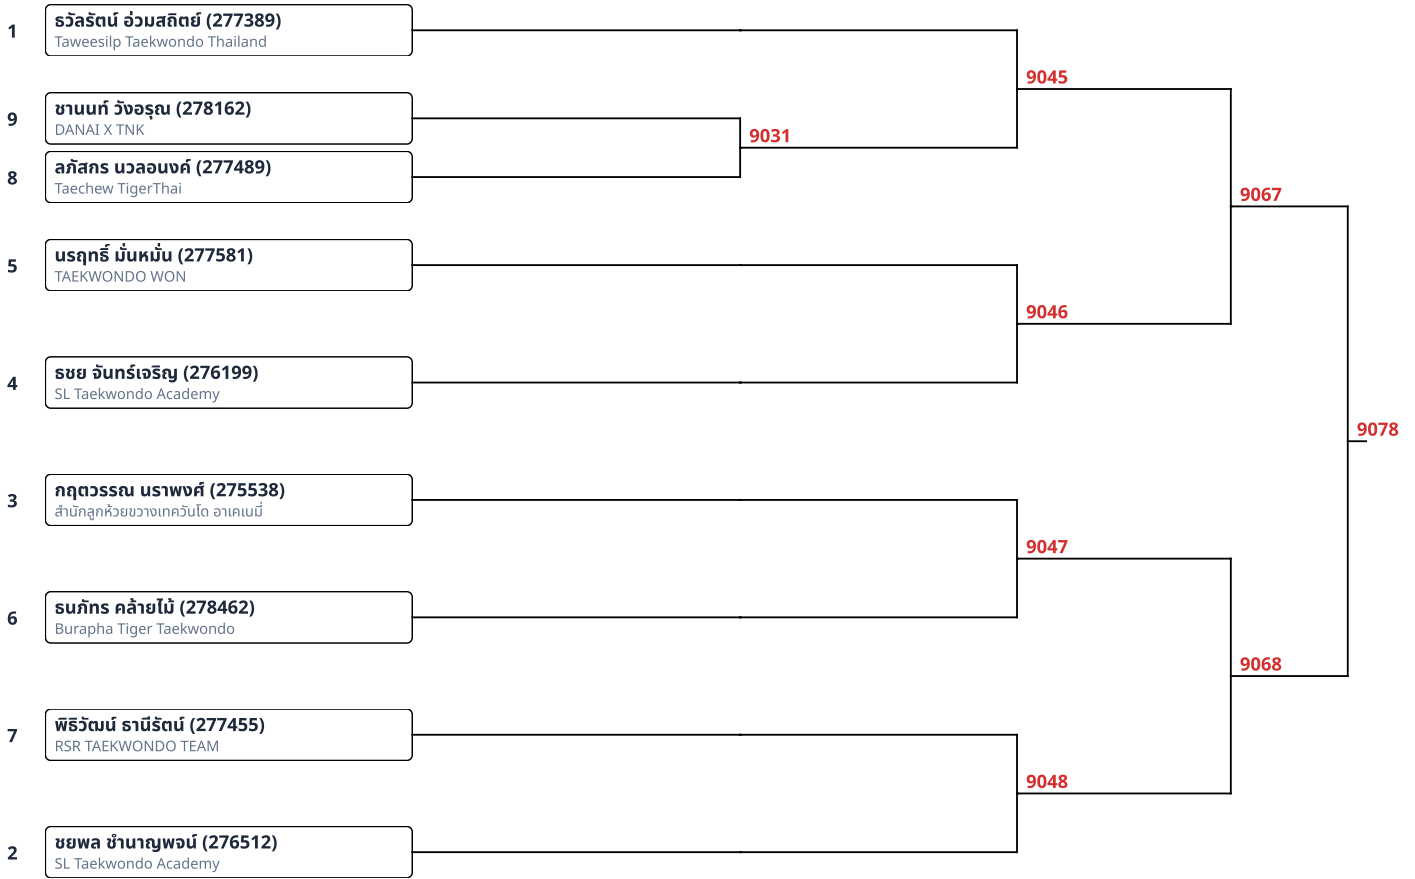 1
ธวัลรัตน์ อ่วมสถิตย์ (277389)
Taweesilp Taekwondo Thailand
9045
9
ชานนท์ วังอรุณ (278162)
DANAI X TNK
9031
8
ลภัสกร นวลอนงค์ (277489)
Taechew TigerThai
9067
5
นรฤทธิ์ มั่นหมั่น (277581)
TAEKWONDO WON
9046
4
ธชย จันทร์เจริญ (276199)
SL Taekwondo Academy
9078
3
กฤตวรรณ นราพงศ์ (275538)
สำนักลูกห้วยขวางเทควันโด อาเคเนมี่
9047
6
ธนภัทร คล้ายไม้ (278462)
Burapha Tiger Taekwondo
9068
7
พิธิวัฒน์ ธานีรัตน์ (277455)
RSR TAEKWONDO TEAM
9048
2
ชยพล ชำนาญพจน์ (276512)
SL Taekwondo Academy